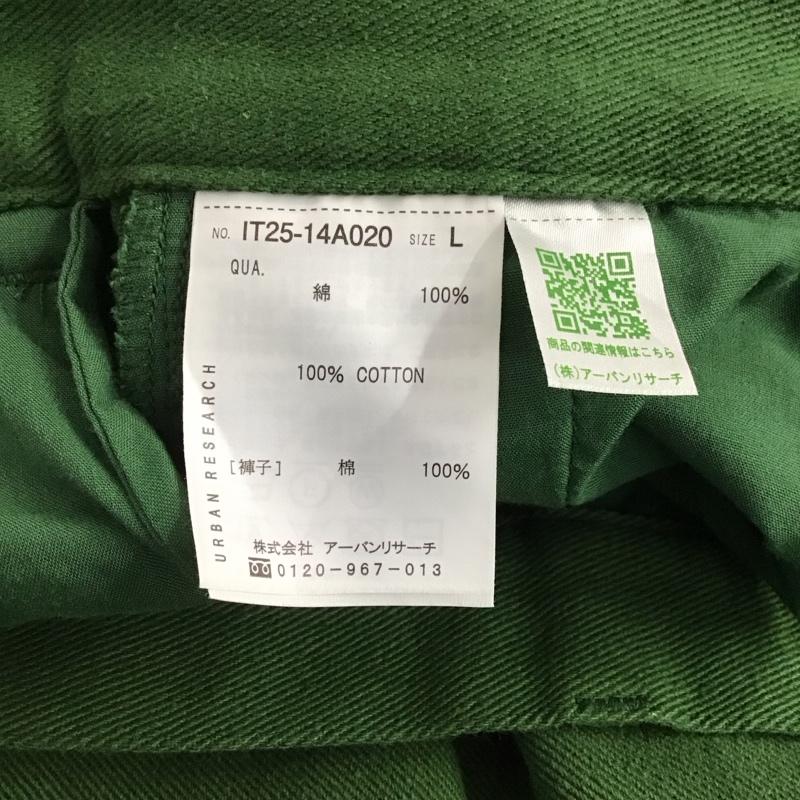 NO. IT25-14A020 SIZE L
QUA.
綿 100%
100% COTTON
[褲子] 棉 100%
URBAN RESEARCH
株式会社 アーバンリサーチ
0120-967-013
商品の関連情報はこちら
(株)アーバンリサーチ